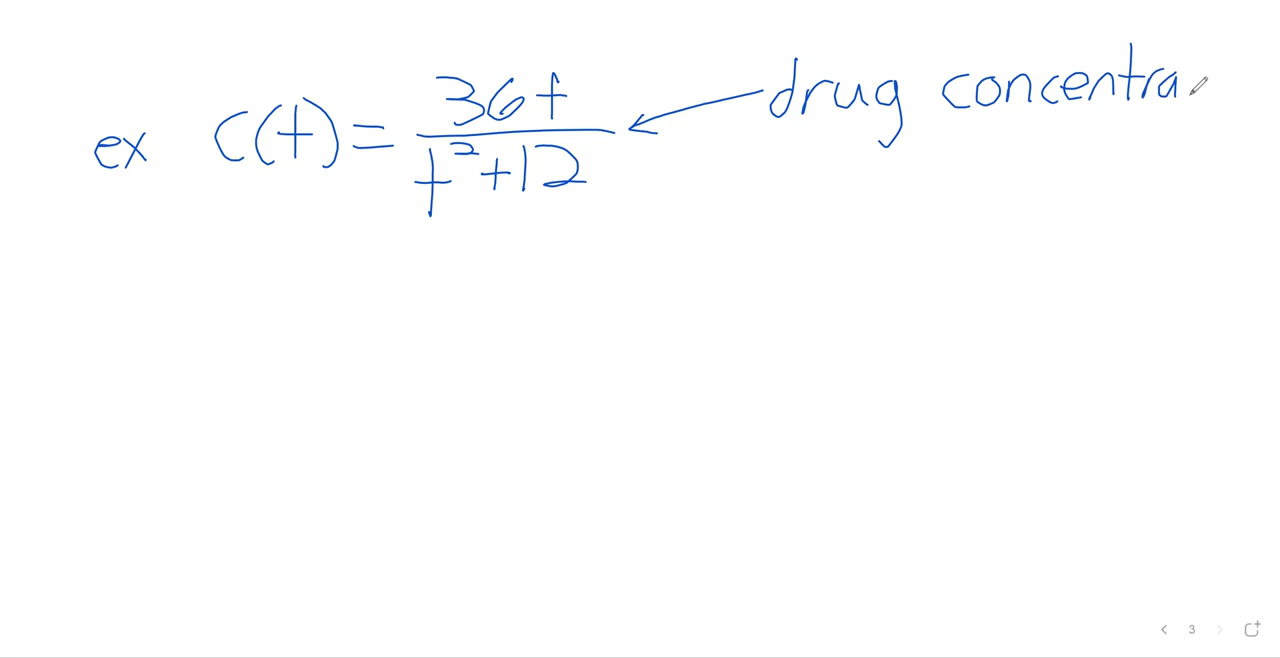 ex C(t) = 36t / t² + 12 ← drug concentra
3